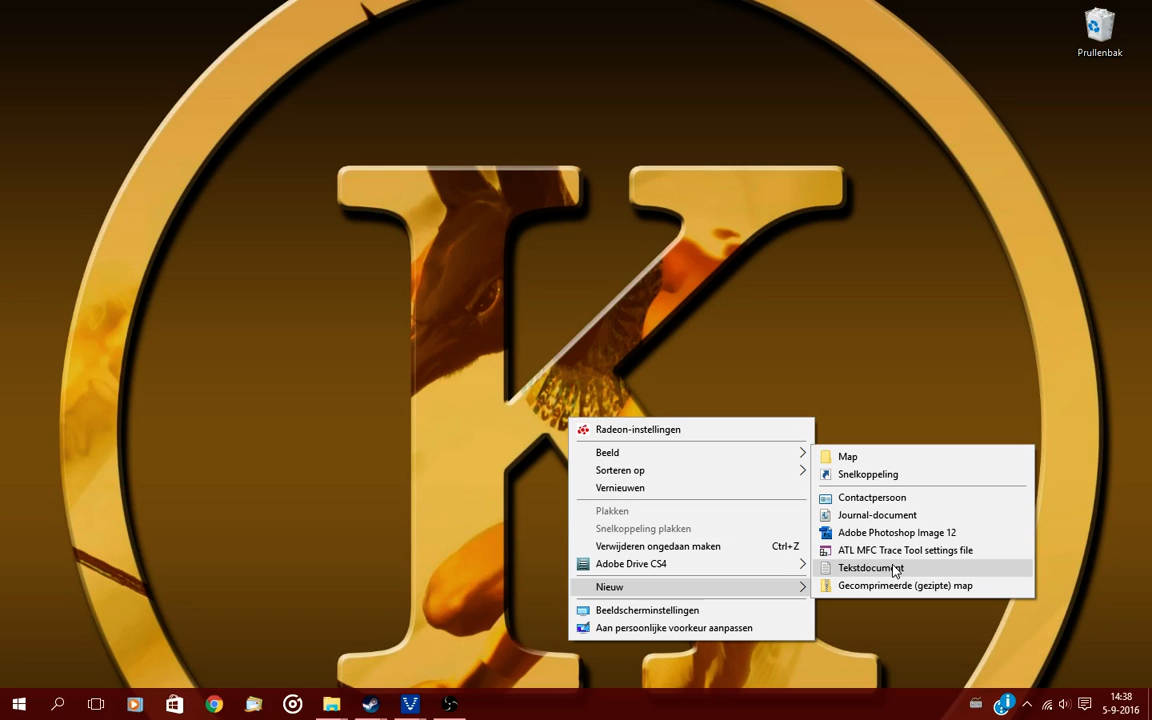 Prullenbak
K
Radeon-instellingen
Beeld
Sorteren op
Vernieuwen
Plakken
Snelkoppeling plakken
Verwijderen ongedaan maken Ctrl+Z
Adobe Drive CS4
Nieuw
Beeldscherminstellingen
Aan persoonlijke voorkeur aanpassen
Map
Snelkoppeling
Contactpersoon
Journal-document
Adobe Photoshop Image 12
ATL MFC Trace Tool settings file
Tekstdocument
Gecomprimeerde (gezipte) map
14:38
5-9-2016